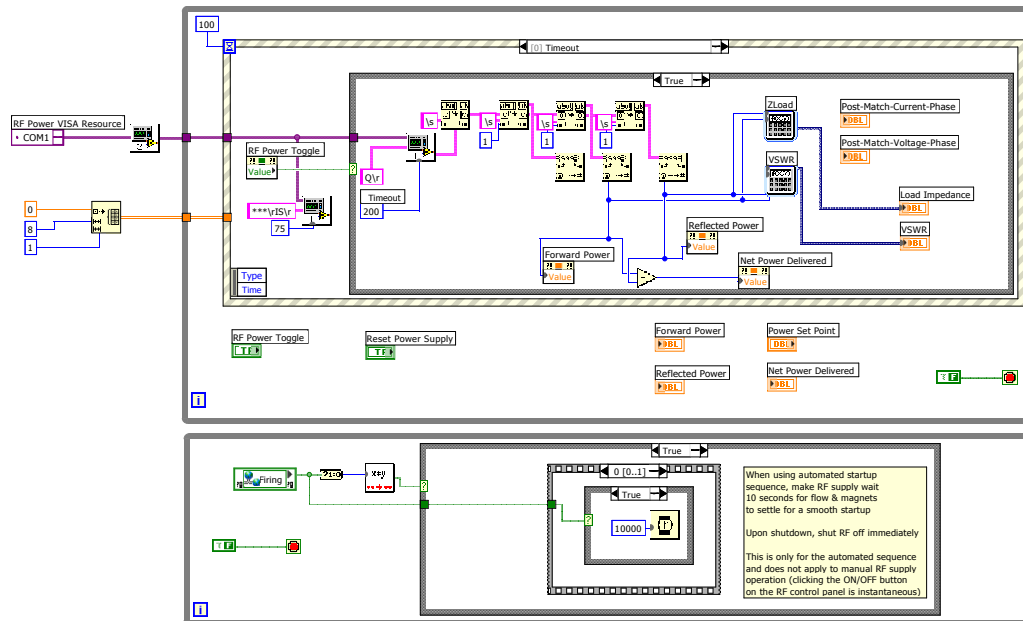 100
[0] Timeout
True
RF Power VISA Resource
COM1
RF Power Toggle
Value
\s
\s
\s
\s
1
1
1
ZLoad
Post-Match-Current-Phase
DBL
Post-Match-Voltage-Phase
DBL
VSWR
Q\r
Timeout
200
***\rIS\r
75
Load Impedance
DBL
VSWR
DBL
0
8
1
Reflected Power
Value
Forward Power
Value
Net Power Delivered
Value
Type
Time
RF Power Toggle
TF
Reset Power Supply
TF
Forward Power
DBL
Power Set Point
DBL
Reflected Power
DBL
Net Power Delivered
DBL
T F
i
True
0 [0..1]
Firing
?1:0
x≠y
?
True
?
10000
T F
When using automated startup
sequence, make RF supply wait
10 seconds for flow & magnets
to settle for a smooth startup
Upon shutdown, shut RF off immediately
This is only for the automated sequence
and does not apply to manual RF supply
operation (clicking the ON/OFF button
on the RF control panel is instantaneous)
i